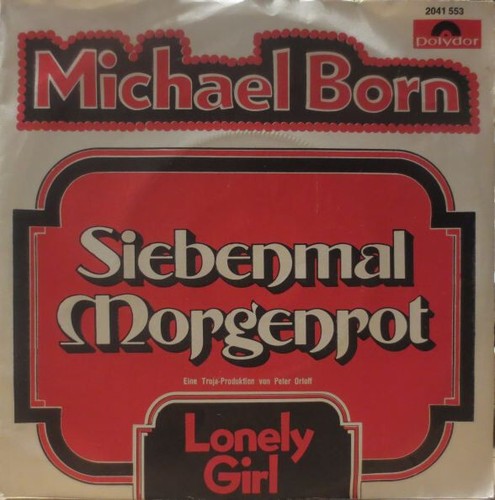 2041 553
polydor
Michael Born
Siebenmal
Morgenrot
Eine Troja-Produktion von Peter Orloff
Lonely
Girl